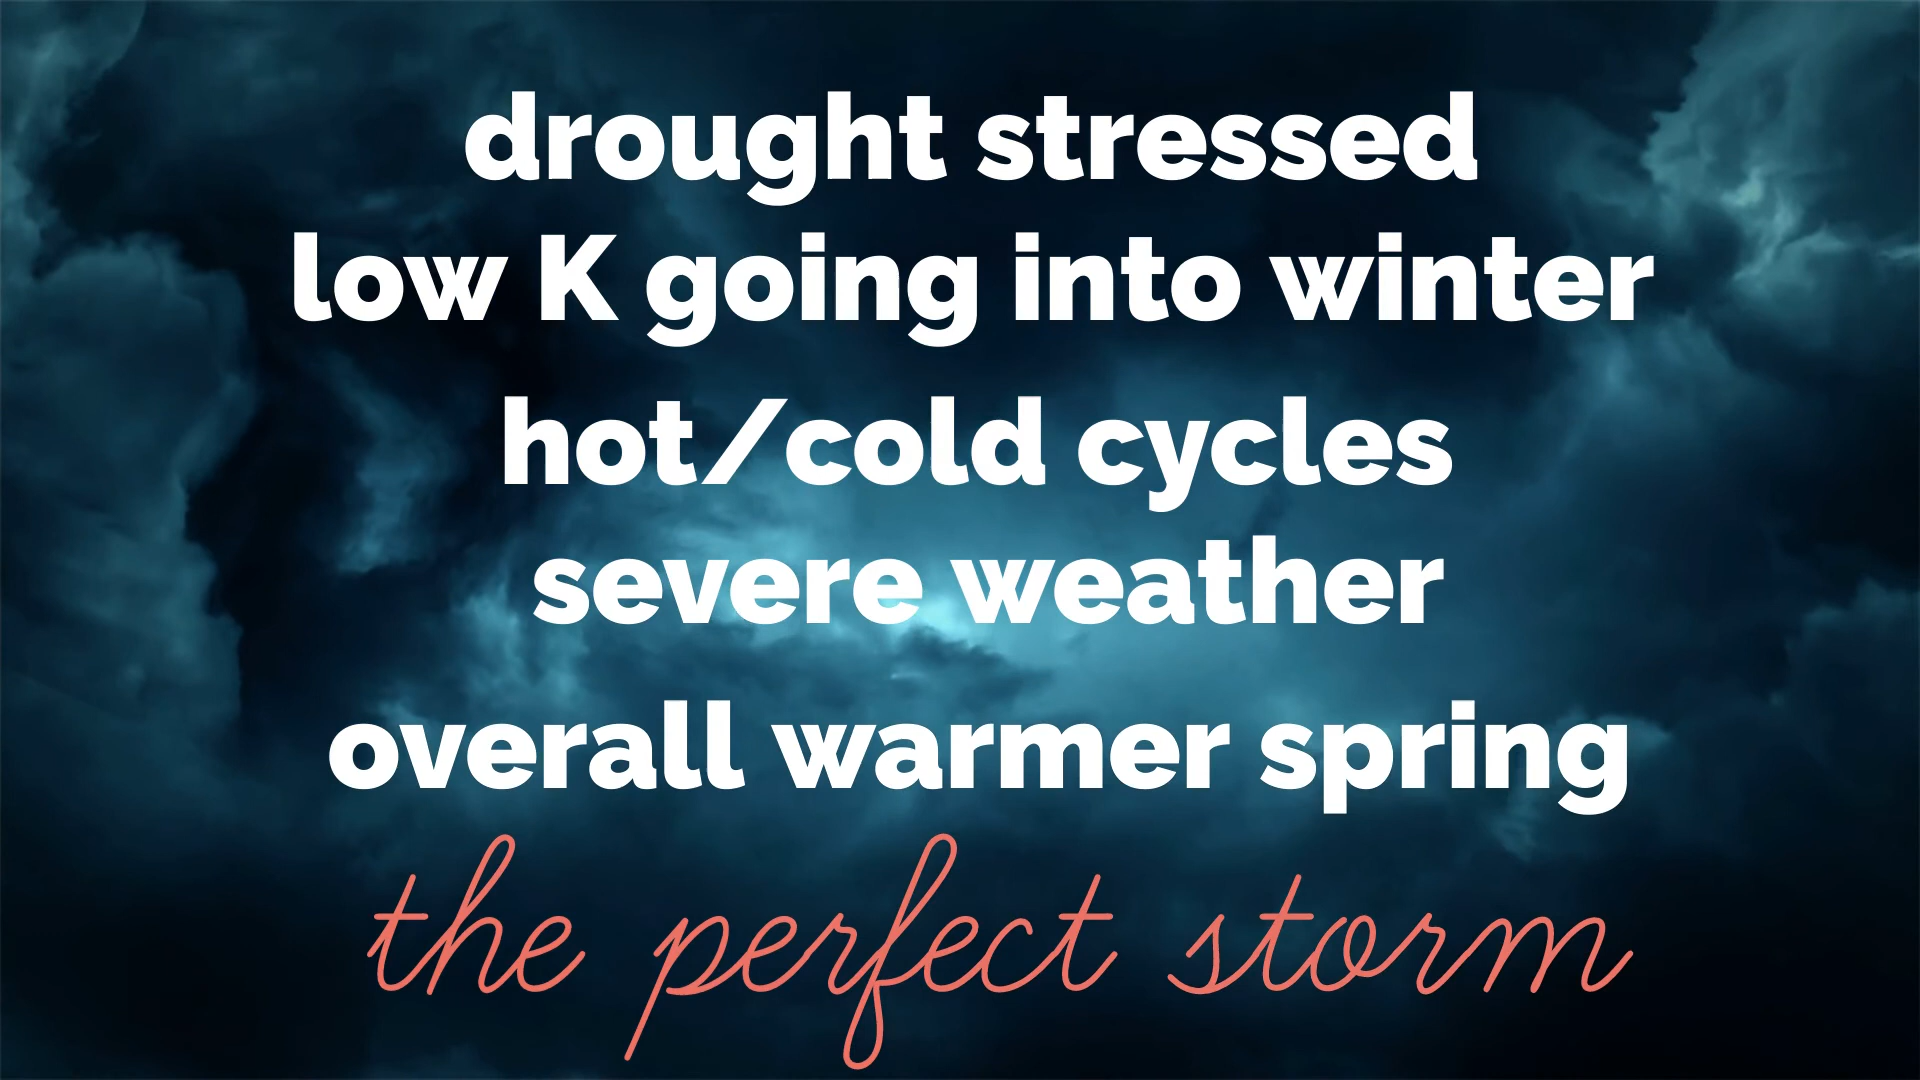 drought stressed
low K going into winter
hot/cold cycles
severe weather
overall warmer spring
the perfect storm